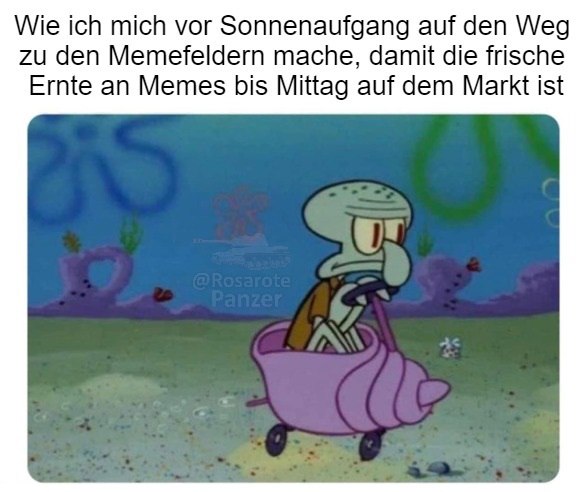 Wie ich mich vor Sonnenaufgang auf den Weg
zu den Memefeldern mache, damit die frische
Ernte an Memes bis Mittag auf dem Markt ist
@Rosarote
Panzer